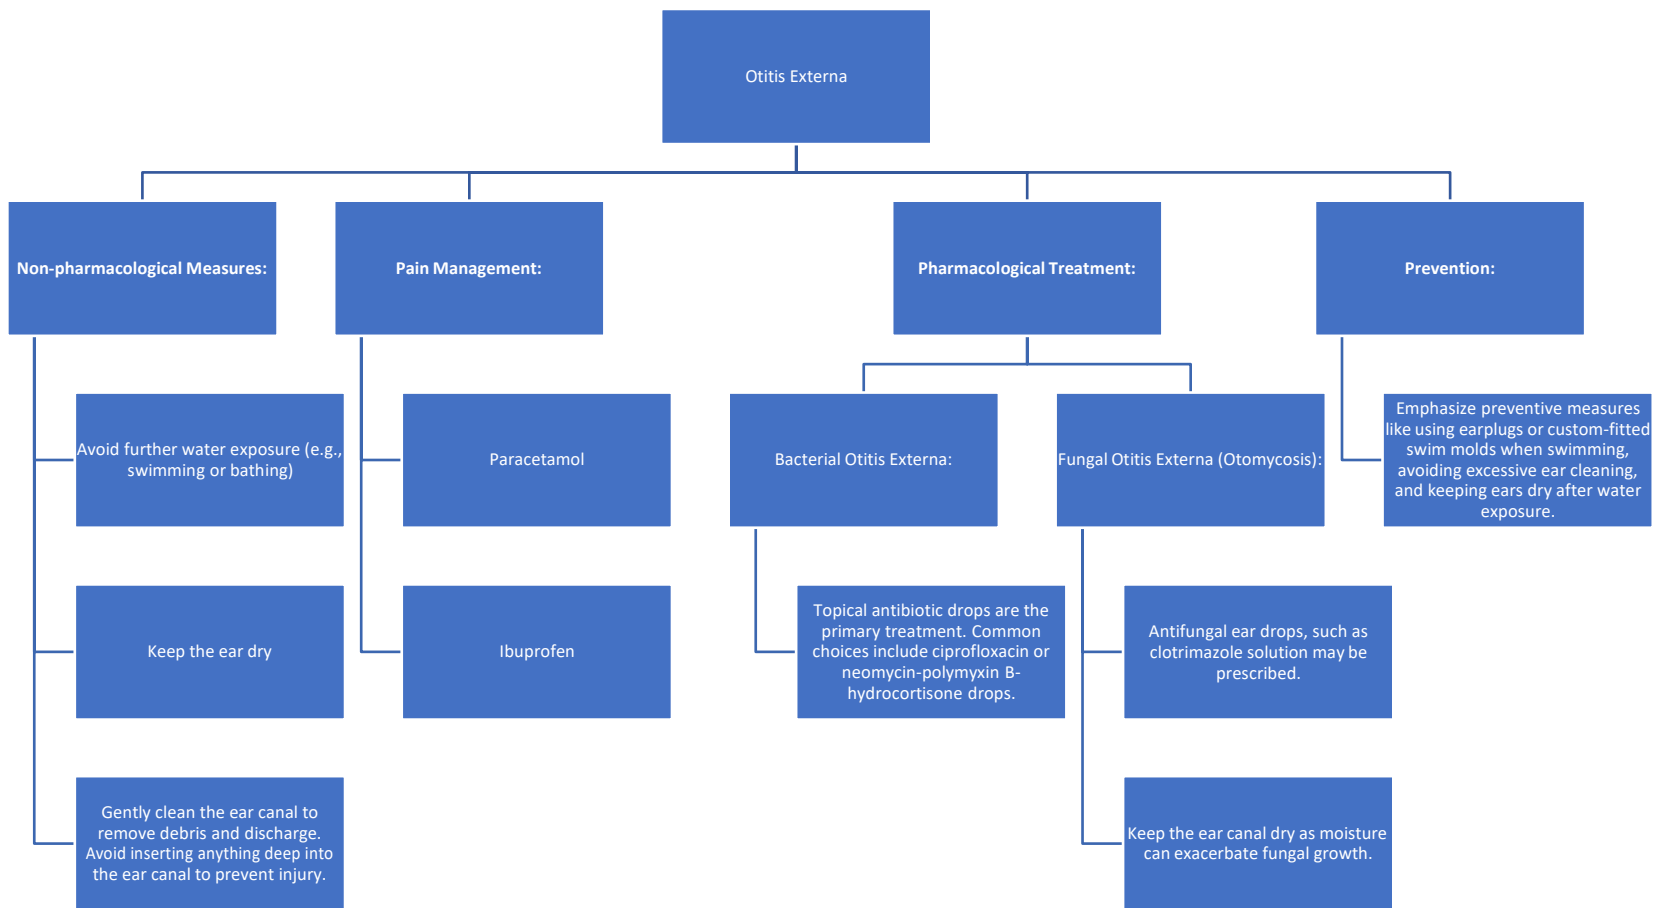 Otitis Externa
Non-pharmacological Measures:
Pain Management:
Pharmacological Treatment:
Prevention:
Avoid further water exposure (e.g.,
swimming or bathing)
Keep the ear dry
Gently clean the ear canal to
remove debris and discharge.
Avoid inserting anything deep into
the ear canal to prevent injury.
Paracetamol
Ibuprofen
Bacterial Otitis Externa:
Topical antibiotic drops are the
primary treatment. Common
choices include ciprofloxacin or
neomycin-polymyxin B-
hydrocortisone drops.
Fungal Otitis Externa (Otomycosis):
Antifungal ear drops, such as
clotrimazole solution may be
prescribed.
Keep the ear canal dry as moisture
can exacerbate fungal growth.
Emphasize preventive measures
like using earplugs or custom-fitted
swim molds when swimming,
avoiding excessive ear cleaning,
and keeping ears dry after water
exposure.